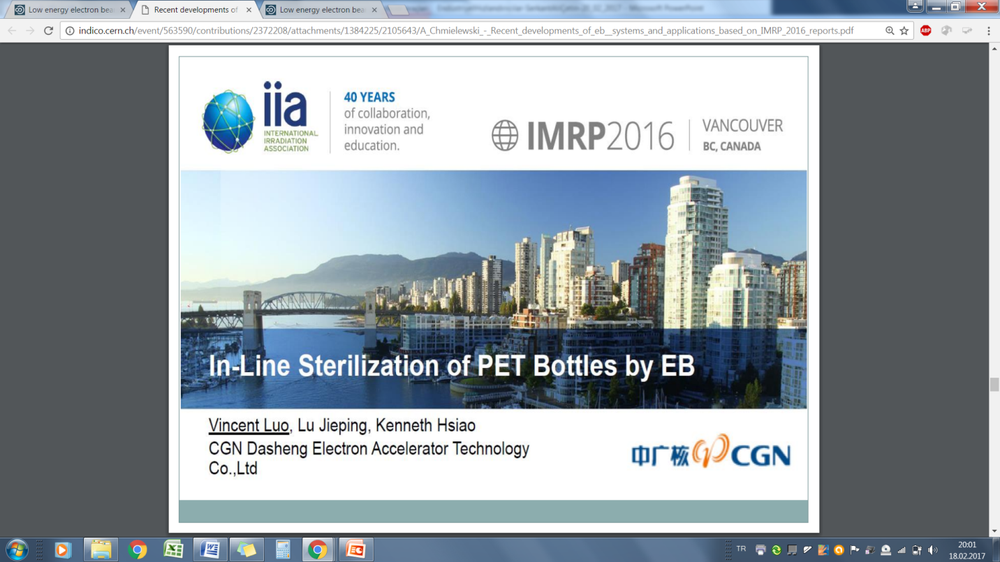 Low energy electron bea
Recent developments of
Low energy electron bea
Microsoft PowerPoint
indico.cern.ch/event/563590/contributions/2372208/attachments/1384225/2105643/A_Chmielewski_-_Recent_developments_of_eb__systems_and_applications_based_on_IMRP_2016_reports.pdf
ABP
iia
INTERNATIONAL
IRRADIATION
ASSOCIATION
40 YEARS
of collaboration,
innovation and
education.
IMRP2016
VANCOUVER
BC, CANADA
In-Line Sterilization of PET Bottles by EB
Vincent Luo, Lu Jieping, Kenneth Hsiao
CGN Dasheng Electron Accelerator Technology
Co.,Ltd
中广核 CGN
TR
20:01
18.02.2017